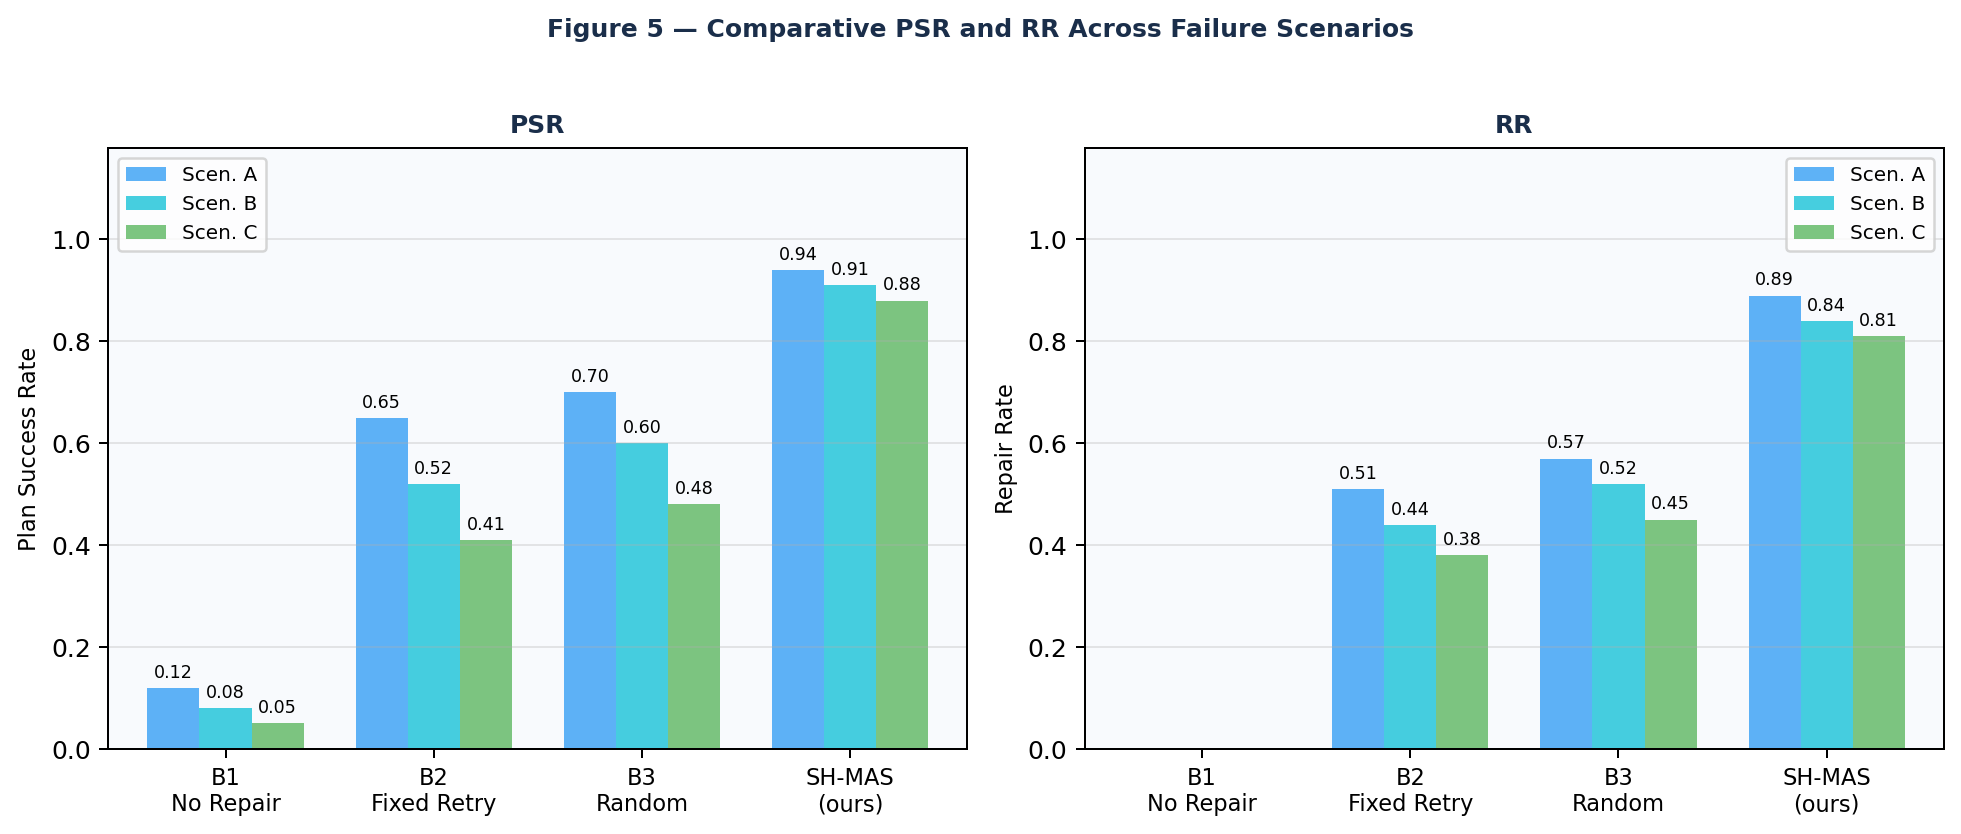 Figure 5 — Comparative PSR and RR Across Failure Scenarios
PSR
Scen. A
Scen. B
Scen. C
Plan Success Rate
1.0
0.8
0.6
0.4
0.2
0.0
0.12
0.08
0.05
0.65
0.52
0.41
0.70
0.60
0.48
0.94
0.91
0.88
B1
No Repair
B2
Fixed Retry
B3
Random
SH-MAS
(ours)
RR
Scen. A
Scen. B
Scen. C
Repair Rate
1.0
0.8
0.6
0.4
0.2
0.0
0.51
0.44
0.38
0.57
0.52
0.45
0.89
0.84
0.81
B1
No Repair
B2
Fixed Retry
B3
Random
SH-MAS
(ours)